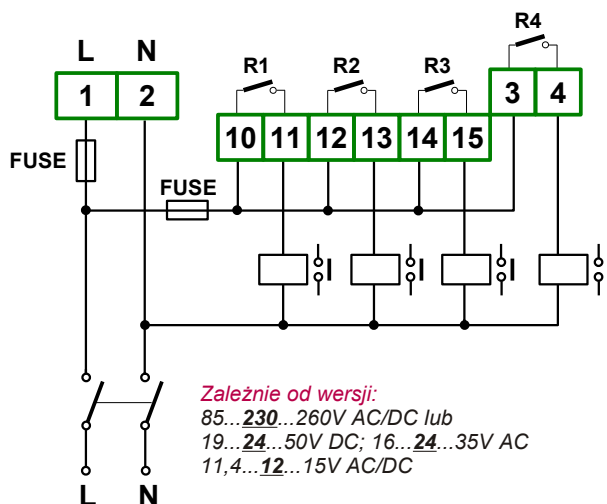 R4
L N
R1 R2 R3
1 2
3 4
10 11 12 13 14 15
FUSE
FUSE
Zależnie od wersji:
85...230...260V AC/DC lub
19...24...50V DC; 16...24...35V AC
11,4...12...15V AC/DC
L N